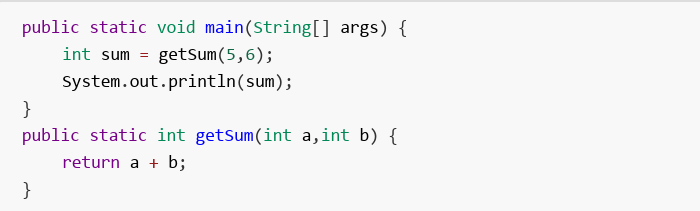 public static void main(String[] args) {
    int sum = getSum(5,6);
    System.out.println(sum);
}
public static int getSum(int a,int b) {
    return a + b;
}